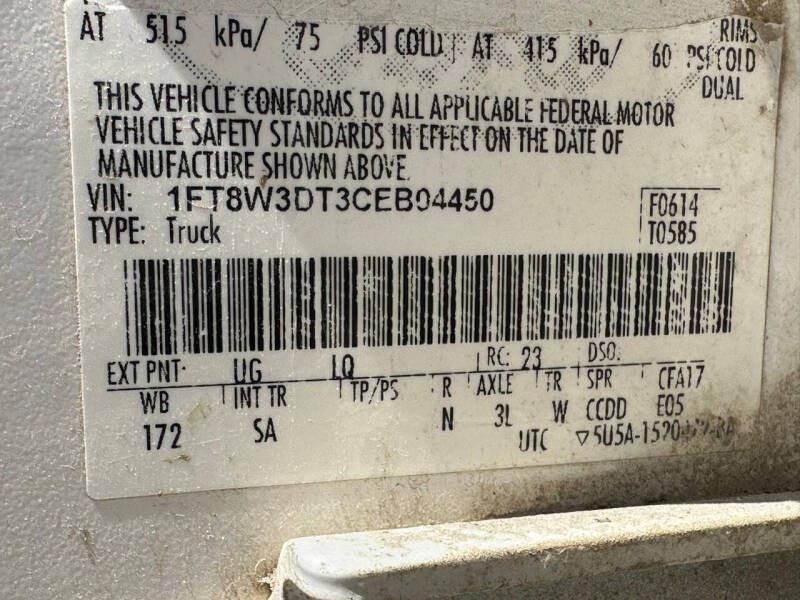 RIMS
AT 515 kPa/ 75 PSI COLD AT 415 kPa/ 60 PSI COLD
DUAL
THIS VEHICLE CONFORMS TO ALL APPLICABLE FEDERAL MOTOR
VEHICLE SAFETY STANDARDS IN EFFECT ON THE DATE OF
MANUFACTURE SHOWN ABOVE.
VIN: 1FT8W3DT3CEB04450 F0614
TYPE: Truck T0585
EXT PNT: UG LQ RC: 23 DSO:
WB INT TR TP/PS R AXLE TR SPR CFA17
172 SA N 3L W CCDD E05
UTC